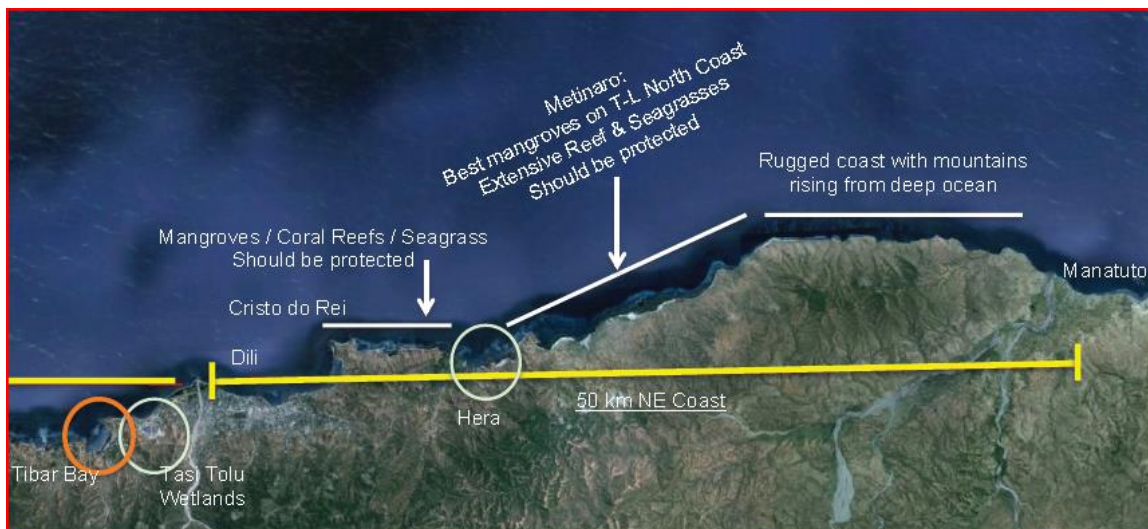 Metinaro:
Best mangroves on T-L North Coast
Extensive Reef & Seagrasses
Should be protected
Rugged coast with mountains
rising from deep ocean
Mangroves / Coral Reefs / Seagrass
Should be protected
Manatuto
Cristo do Rei
Dili
50 km NE Coast
Hera
Tibar Bay
Tasi Tolu
Wetlands